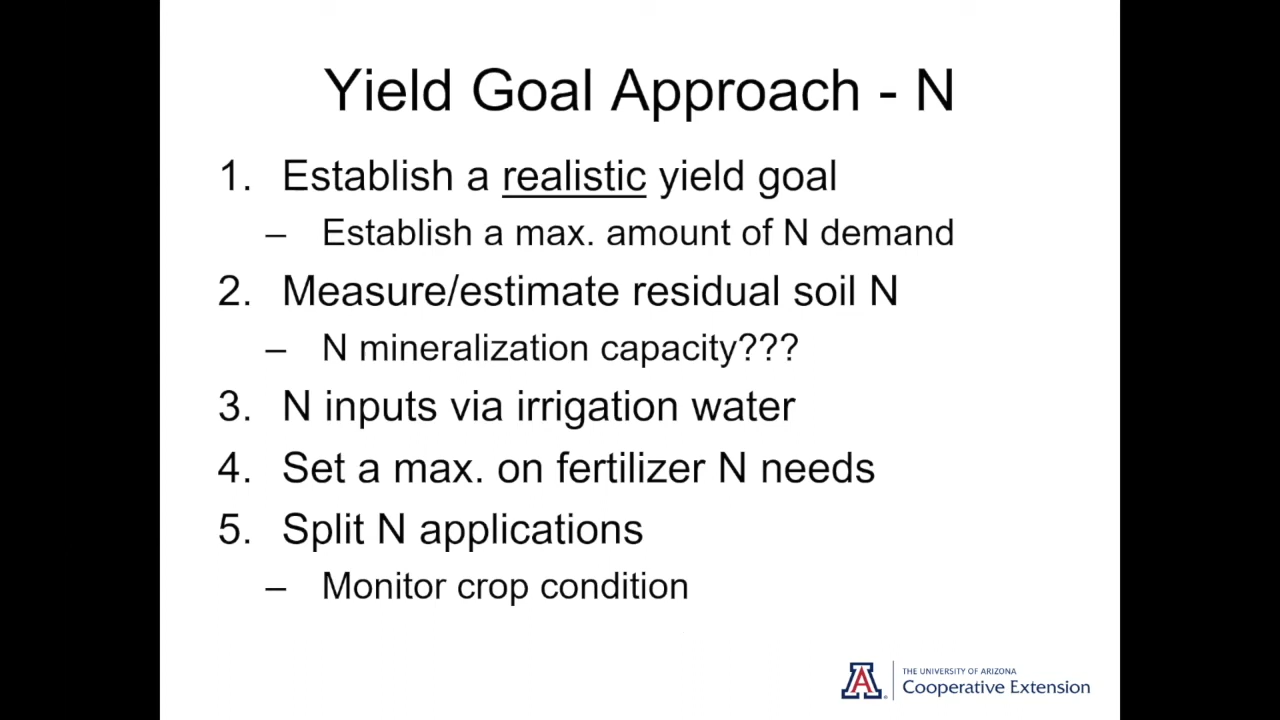 Yield Goal Approach - N
1. Establish a realistic yield goal
– Establish a max. amount of N demand
2. Measure/estimate residual soil N
– N mineralization capacity???
3. N inputs via irrigation water
4. Set a max. on fertilizer N needs
5. Split N applications
– Monitor crop condition
A
THE UNIVERSITY OF ARIZONA
Cooperative Extension